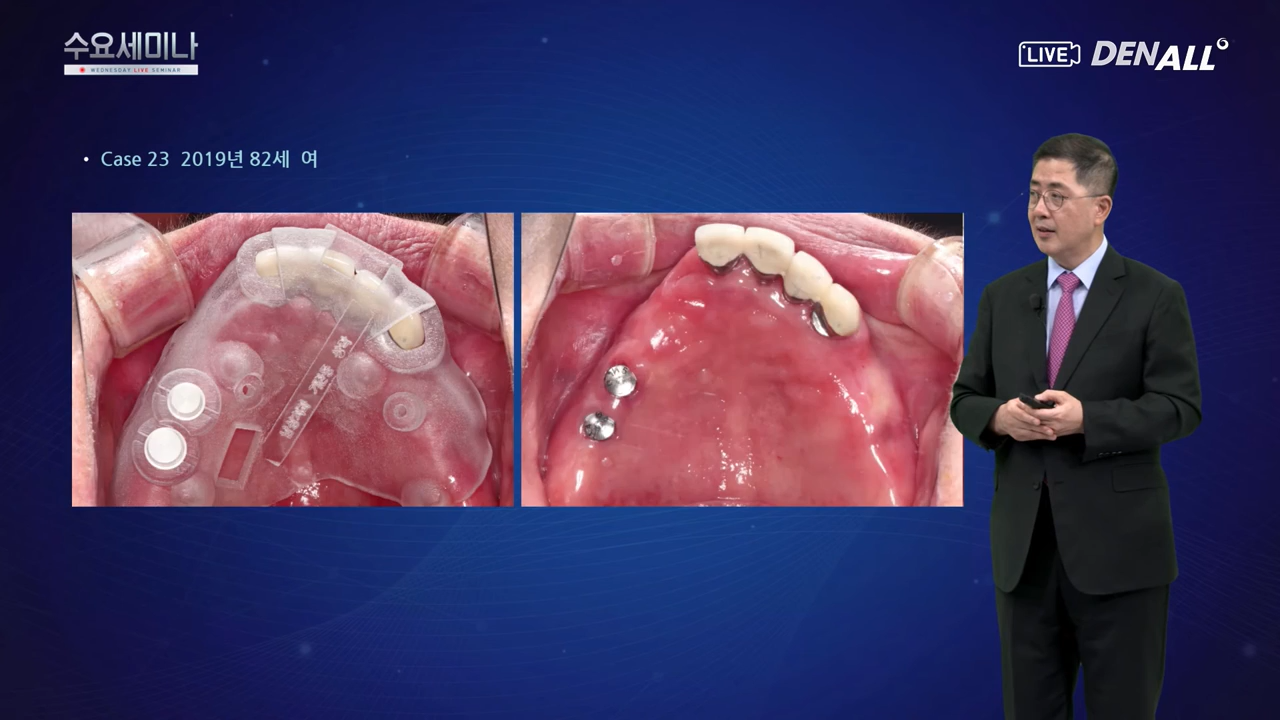 수요세미나
WEDNESDAY LIVE SEMINAR
LIVE DENALL
• Case 23 2019년 82세 여